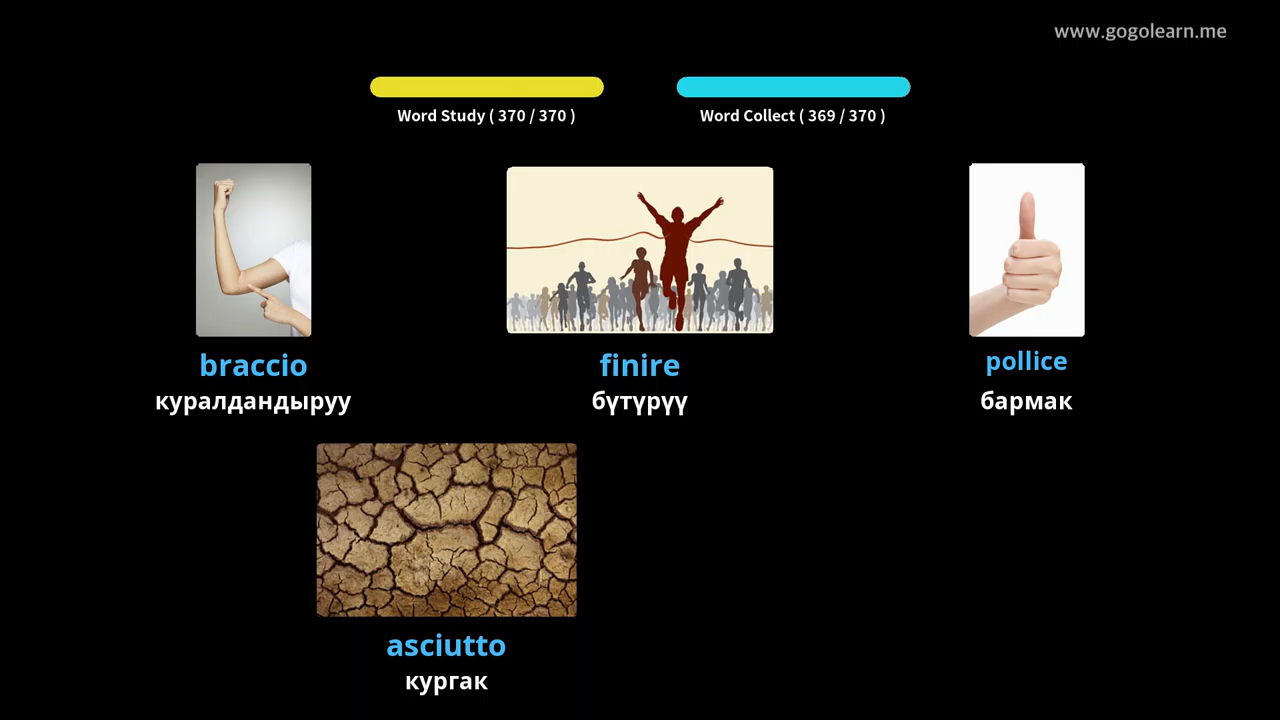 www.gogolearn.me
Word Study ( 370 / 370 )
Word Collect ( 369 / 370 )
braccio
куралдандыруу
finire
бүтүрүү
pollice
бармак
asciutto
кургак